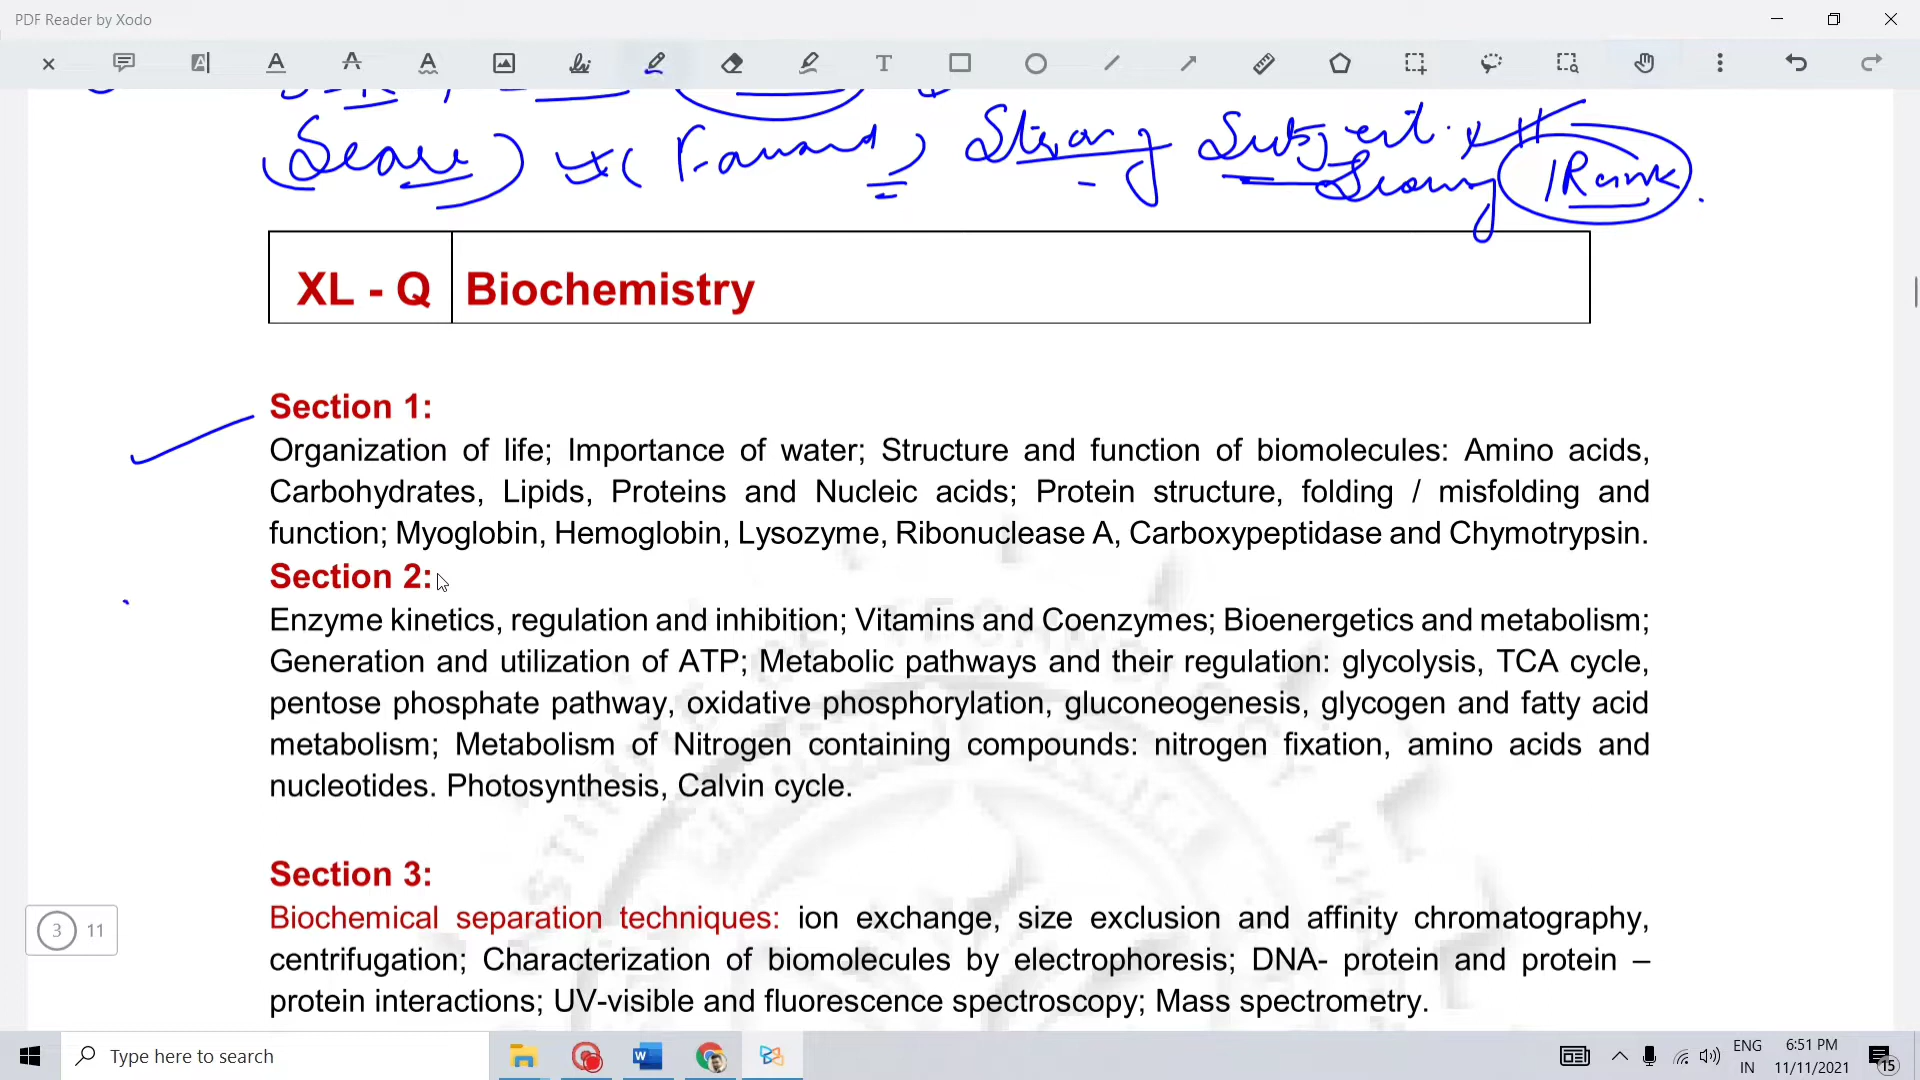 PDF Reader by Xodo
Score Strong Subject
Scoring Rank
XL - Q Biochemistry
Section 1:
Organization of life; Importance of water; Structure and function of biomolecules: Amino acids,
Carbohydrates, Lipids, Proteins and Nucleic acids; Protein structure, folding / misfolding and
function; Myoglobin, Hemoglobin, Lysozyme, Ribonuclease A, Carboxypeptidase and Chymotrypsin.
Section 2:
Enzyme kinetics, regulation and inhibition; Vitamins and Coenzymes; Bioenergetics and metabolism;
Generation and utilization of ATP; Metabolic pathways and their regulation: glycolysis, TCA cycle,
pentose phosphate pathway, oxidative phosphorylation, gluconeogenesis, glycogen and fatty acid
metabolism; Metabolism of Nitrogen containing compounds: nitrogen fixation, amino acids and
nucleotides. Photosynthesis, Calvin cycle.
Section 3:
Biochemical separation techniques: ion exchange, size exclusion and affinity chromatography,
centrifugation; Characterization of biomolecules by electrophoresis; DNA- protein and protein –
protein interactions; UV-visible and fluorescence spectroscopy; Mass spectrometry.
3 11
Type here to search
ENG
IN
6:51 PM
11/11/2021
15